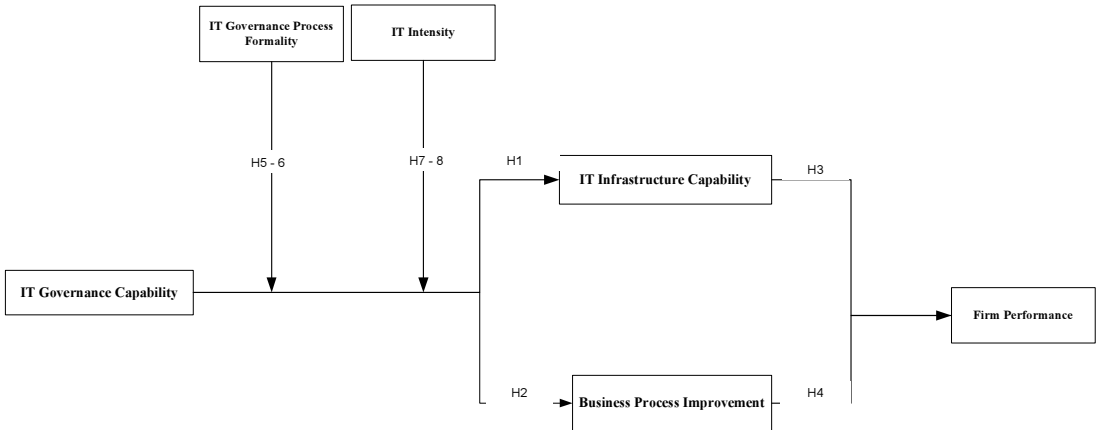 IT Governance Process
Formality
IT Intensity
H5 - 6
H7 - 8
H1
IT Infrastructure Capability
H3
IT Governance Capability
Firm Performance
H2
Business Process Improvement
H4